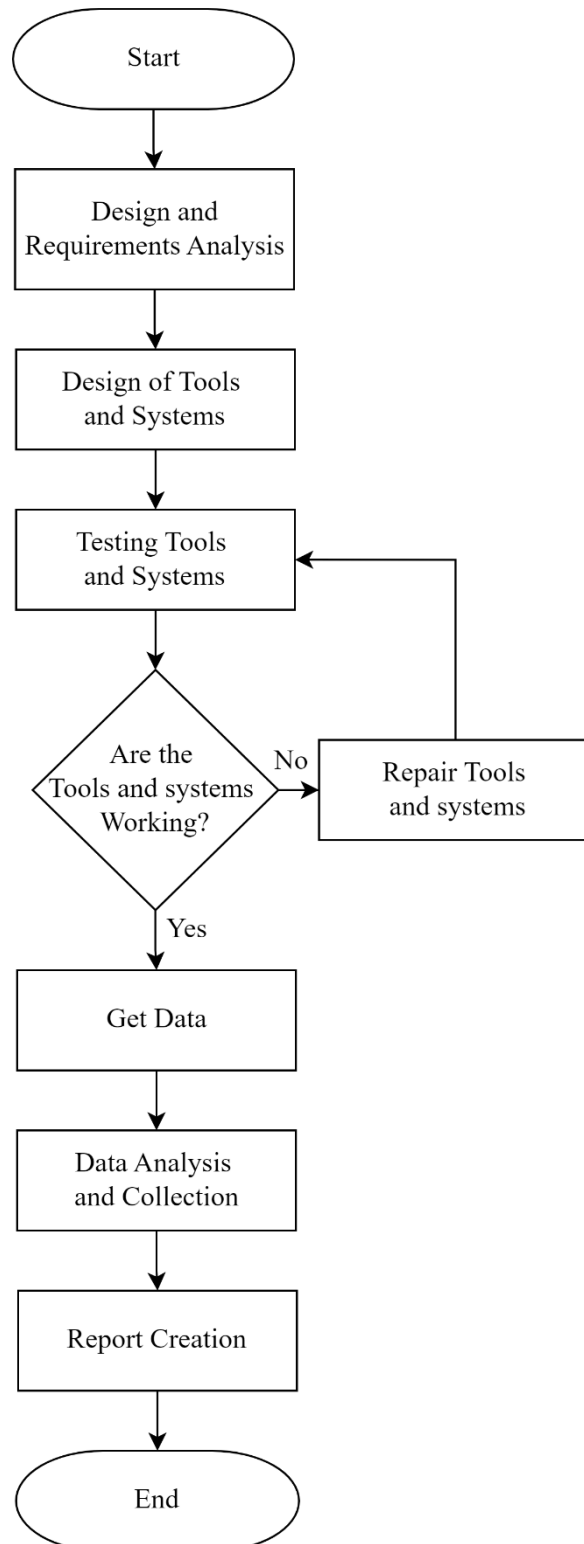 Start
Design and
Requirements Analysis
Design of Tools
and Systems
Testing Tools
and Systems
Are the
Tools and systems
Working?
No
Repair Tools
and systems
Yes
Get Data
Data Analysis
and Collection
Report Creation
End